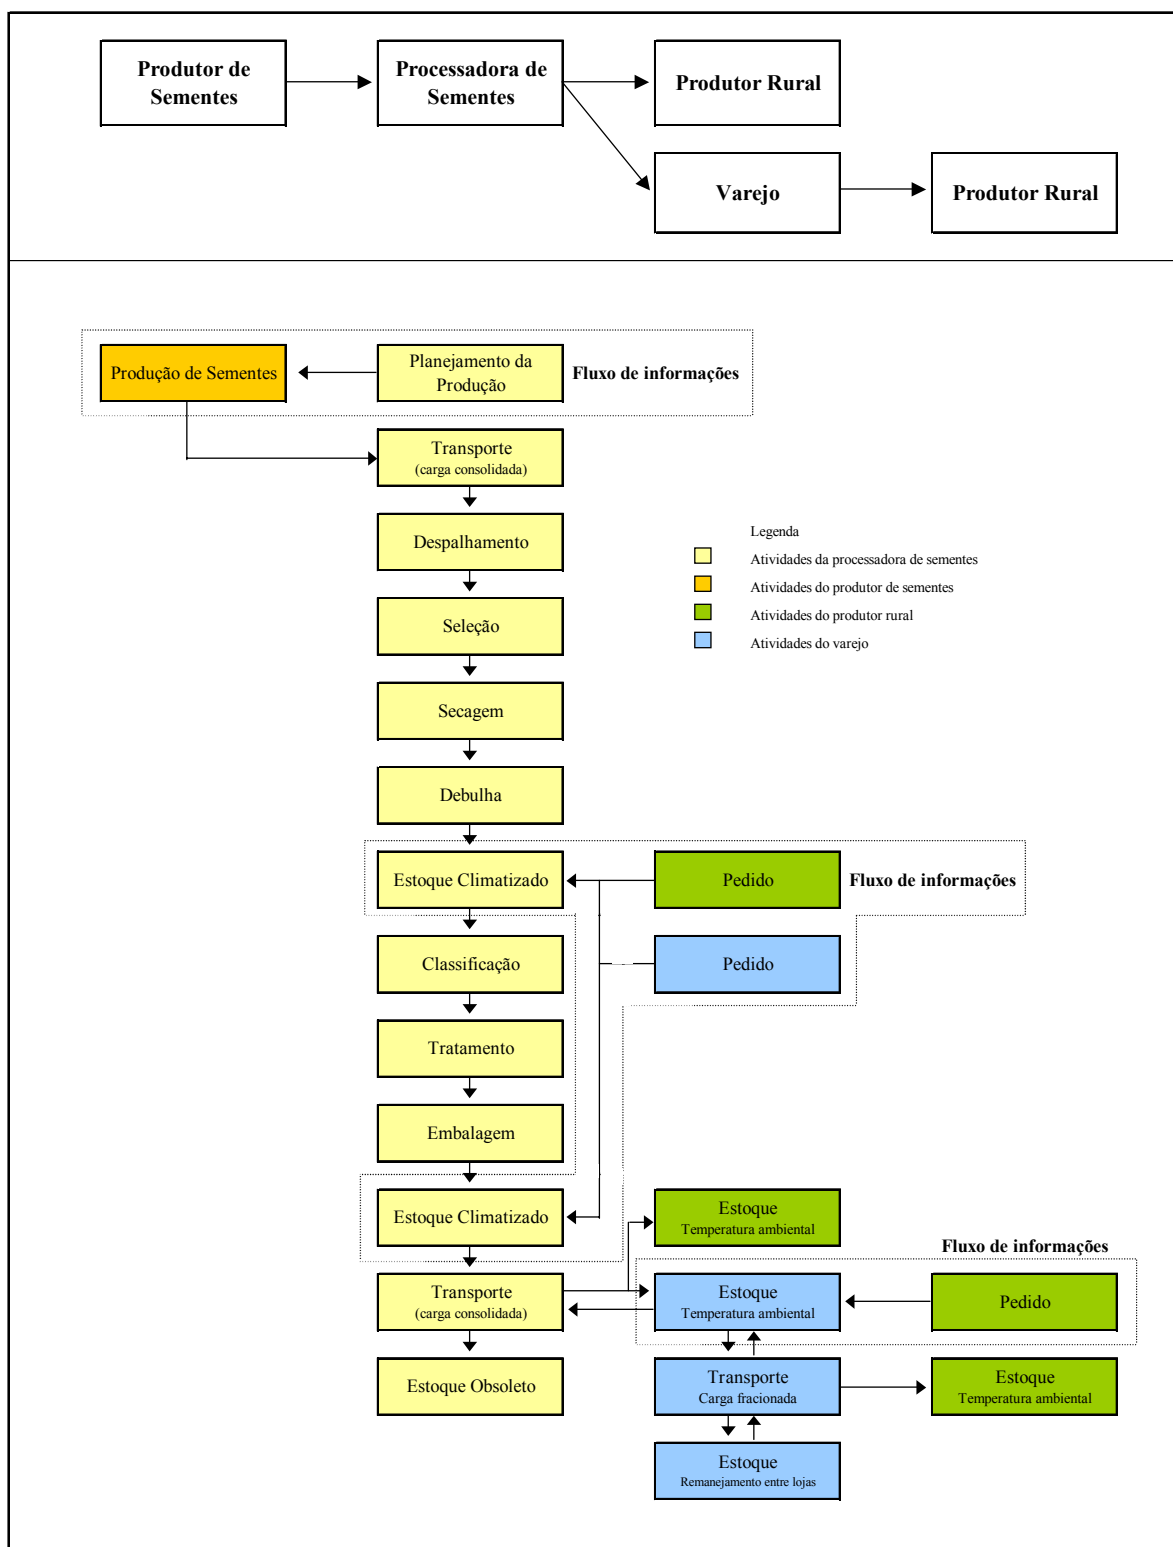 Produtor de
Sementes
Processadora de
Sementes
Produtor Rural
Varejo
Produtor Rural
Produção de Sementes
Planejamento da
Produção
Fluxo de informações
Transporte
(carga consolidada)
Despalhamento
Legenda
Atividades da processadora de sementes
Atividades do produtor de sementes
Atividades do produtor rural
Atividades do varejo
Seleção
Secagem
Debulha
Estoque Climatizado
Pedido
Fluxo de informações
Classificação
Pedido
Tratamento
Embalagem
Estoque Climatizado
Estoque
Temperatura ambiental
Fluxo de informações
Transporte
(carga consolidada)
Estoque
Temperatura ambiental
Pedido
Estoque Obsoleto
Transporte
Carga fracionada
Estoque
Temperatura ambiental
Estoque
Remanejamento entre lojas